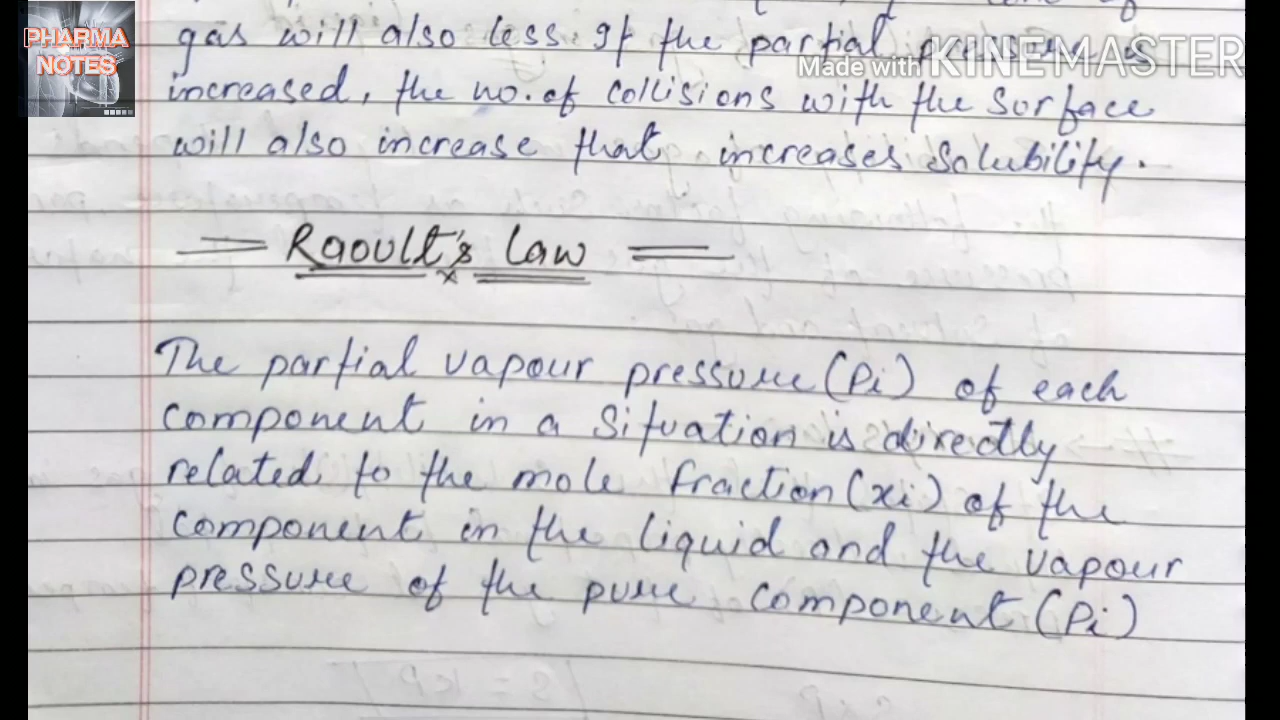 PHARMA
NOTES
Made with KINEMASTER
gas will also less. If the partial pressure is
increased, the no. of collisions with the surface
will also increase that increases solubility.
Raoult's law
The partial vapour pressure (Pi) of each
component in a situation is directly
related to the mole fraction (xi) of the
component in the liquid and the vapour
pressure of the pure component (Pi)